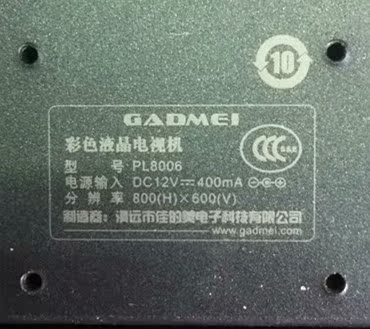 10
GADMEI
彩色液晶电视机
型 号 PL8006
电源输入 DC12V⎓400mA
分 辨 率 800(H)×600(V)
制造商：清远市佳的美电子科技有限公司
www.gadmei.com
CCC S&E